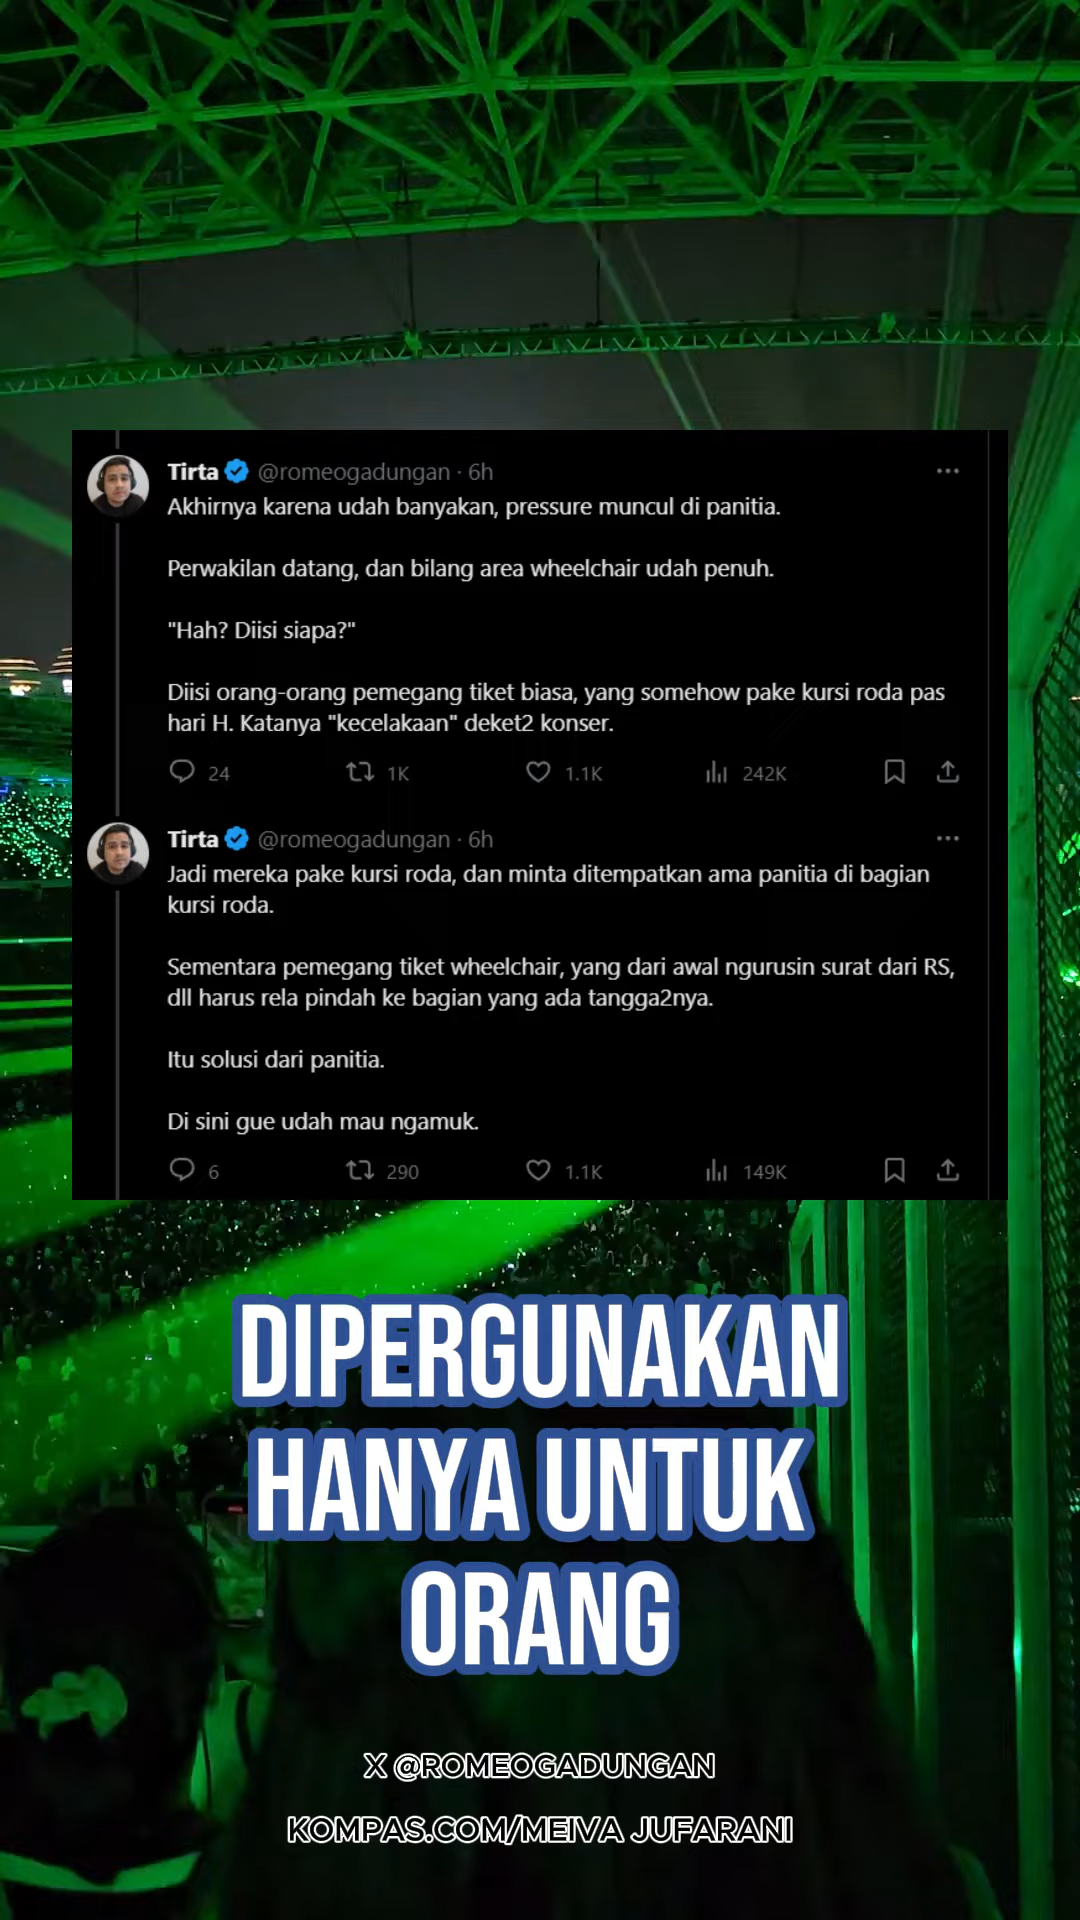 Tirta @romeogadungan · 6h
Akhirnya karena udah banyakan, pressure muncul di panitia.
Perwakilan datang, dan bilang area wheelchair udah penuh.
"Hah? Diisi siapa?"
Diisi orang-orang pemegang tiket biasa, yang somehow pake kursi roda pas
hari H. Katanya "kecelakaan" deket2 konser.
24 1K 1.1K 242K
Tirta @romeogadungan · 6h
Jadi mereka pake kursi roda, dan minta ditempatkan ama panitia di bagian
kursi roda.
Sementara pemegang tiket wheelchair, yang dari awal ngurusin surat dari RS,
dll harus rela pindah ke bagian yang ada tangga2nya.
Itu solusi dari panitia.
Di sini gue udah mau ngamuk.
6 290 1.1K 149K
DIPERGUNAKAN
HANYA UNTUK
ORANG
X @ROMEOGADUNGAN
KOMPAS.COM/MEIVA JUFARANI